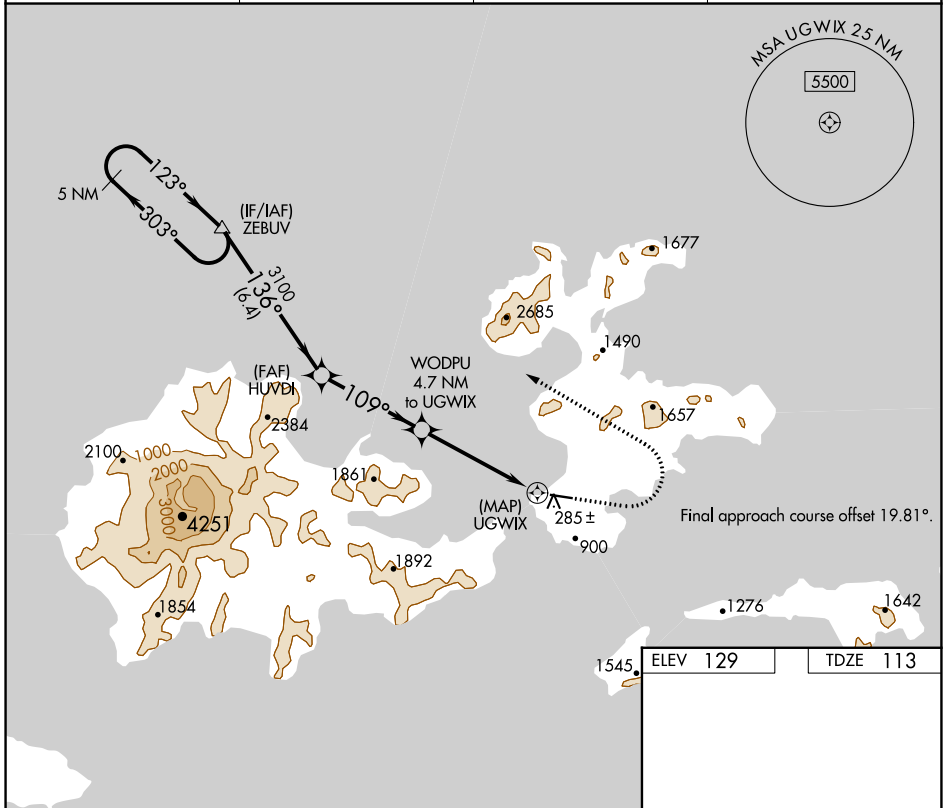 MSA UGWIX 25 NM
5500
123°
5 NM
303°
(IF/IAF)
ZEBUV
3100
136°
(6.4)
1677
2685
1490
WODPU
4.7 NM
to UGWIX
(FAF)
HUVDI
109°
2384
1657
2100
1000
2000
3000
4251
1861
(MAP)
UGWIX
285 ±
Final approach course offset 19.81°.
900
1892
1854
1276
1642
1545
ELEV 129
TDZE 113